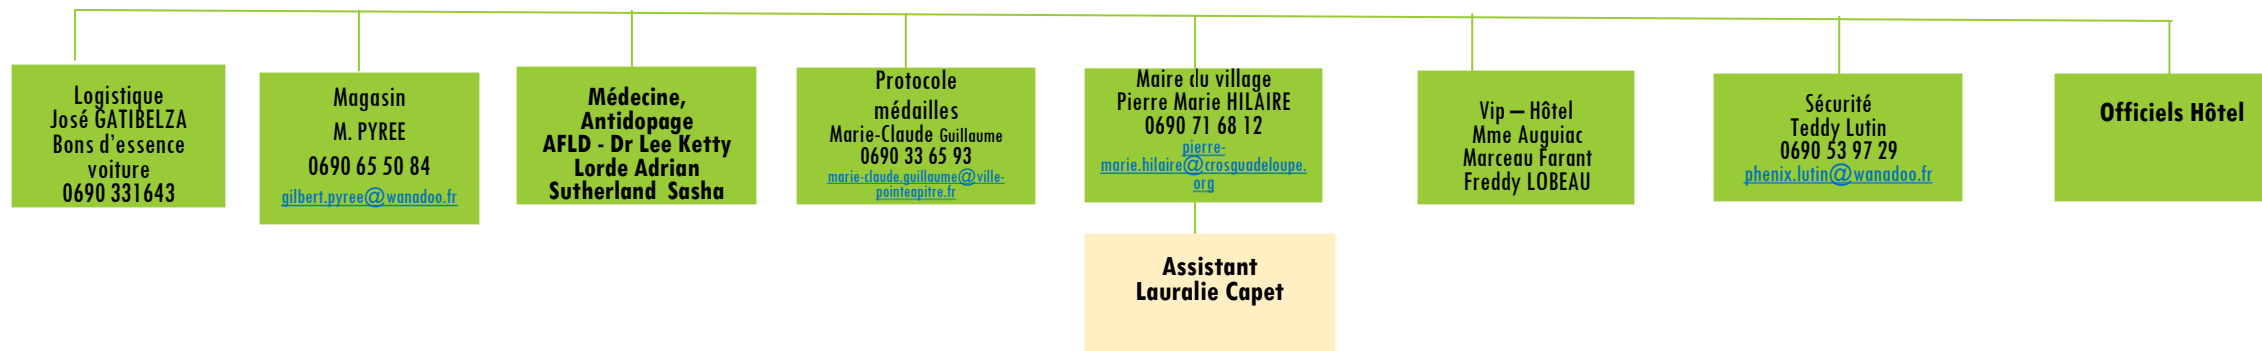 Logistique
José GATIBELZA
Bons d'essence
voiture
0690 331643
Magasin
M. PYREE
0690 65 50 84
gilbert.pyree@wanadoo.fr
Médecine,
Antidopage
AFLD - Dr Lee Ketty
Lorde Adrian
Sutherland Sasha
Protocole
médailles
Marie-Claude Guillaume
0690 33 65 93
marie-claude.guillaume@ville-
pointeapitre.fr
Maire du village
Pierre Marie HILAIRE
0690 71 68 12
pierre-
marie.hilaire@crosguadeloupe.
org
Vip – Hôtel
Mme Auguiac
Marceau Farant
Freddy LOBEAU
Sécurité
Teddy Lutin
0690 53 97 29
phenix.lutin@wanadoo.fr
Officiels Hôtel
Assistant
Lauralie Capet